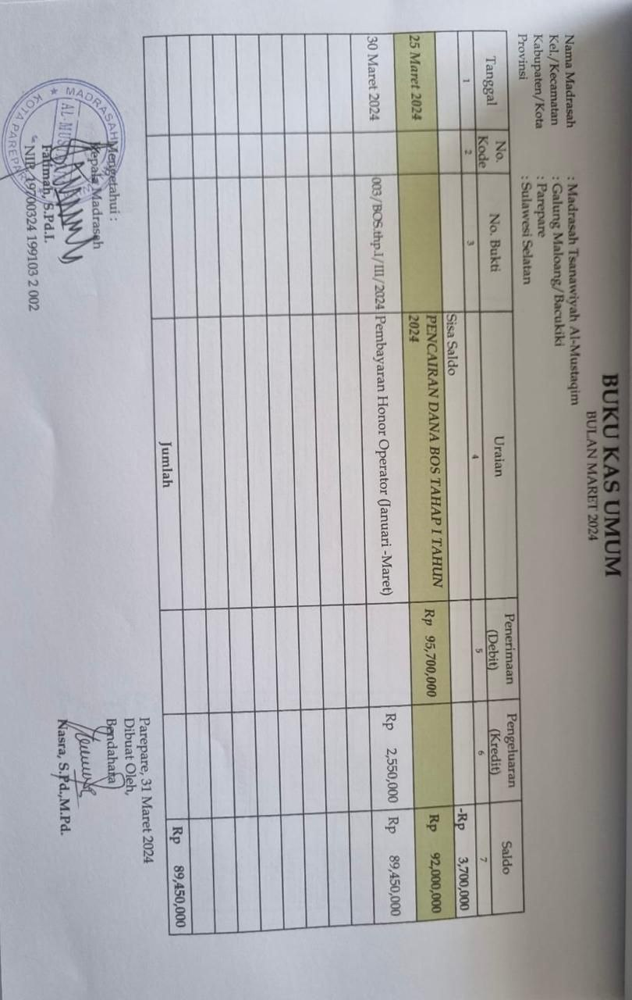 BUKU KAS UMUM
BULAN MARET 2024
Nama Madrasah : Madrasah Tsanawiyah Al-Mustaqim
Kel./Kecamatan : Galung Maloang/Bacukiki
Kabupaten/Kota : Parepare
Provinsi : Sulawesi Selatan
Tanggal No. Kode No. Bukti Uraian Penerimaan (Debit) Pengeluaran (Kredit) Saldo
1 2 3 4 5 6 7
Sisa Saldo -Rp 3,700,000
25 Maret 2024 PENCAIRAN DANA BOS TAHAP I TAHUN 2024 Rp 95,700,000 Rp 92,000,000
30 Maret 2024 003/BOS.thp.I/III/2024 Pembayaran Honor Operator (Januari -Maret) Rp 2,550,000 Rp 89,450,000
Jumlah Rp 89,450,000
Parepare, 31 Maret 2024
Mengetahui : Dibuat Oleh,
Kepala Madrasah Bendahara
MADRASAH
AL-MUS
KOTA PAREPAR
Fatimah, S.Pd.I. Nasra, S.Pd.,M.Pd.
NIP. 19700324 199103 2 002